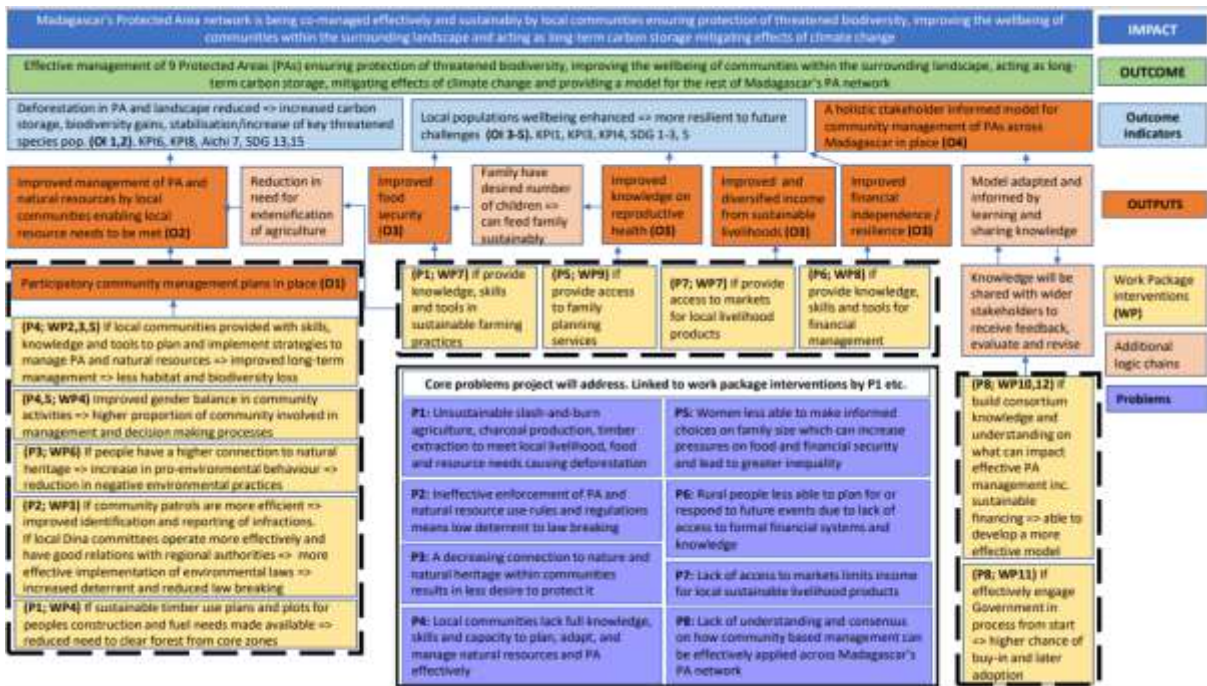 Madagascar's Protected Area network is being co-managed effectively and sustainably by local communities ensuring protection of threatened biodiversity, improving the wellbeing of
communities within the surrounding landscape and acting as long-term carbon storage mitigating effects of climate change
IMPACT
Effective management of 9 Protected Areas (PAs) ensuring protection of threatened biodiversity, improving the wellbeing of communities within the surrounding landscape, acting as long-
term carbon storage, mitigating effects of climate change and providing a model for the rest of Madagascar's PA network
OUTCOME
Deforestation in PA and landscape reduced => increased carbon
storage, biodiversity gains, stabilisation/increase of key threatened
species pop. (OI 1,2). KPI6, KPI8, Aichi 7, SDG 13,15
Local populations wellbeing enhanced => more resilient to future
challenges (OI 3-5). KPI1, KPI3, KPI4, SDG 1-3, 5
A holistic stakeholder informed model for
community management of PAs across
Madagascar in place (O4)
Outcome
indicators
Improved management of PA and
natural resources by local
communities enabling local
resource needs to be met (O2)
Reduction in
need for
extensification
of agriculture
Improved
food
security (O3)
Family have
desired number
of children =>
can feed family
sustainably
Improved
knowledge on
reproductive
health (O3)
Improved and
diversified income
from sustainable
livelihoods (O3)
Improved
financial
independence /
resilience (O3)
Model adapted and
informed by
learning and
sharing knowledge
OUTPUTS
Participatory community management plans in place (O1)
(P4; WP2,3,5) If local communities provided with skills,
knowledge and tools to plan and implement strategies to
manage PA and natural resources => improved long-term
management => less habitat and biodiversity loss
(P4,5; WP4) Improved gender balance in community
activities => higher proportion of community involved in
management and decision making processes
(P3; WP6) If people have a higher connection to natural
heritage => increase in pro-environmental behaviour =>
reduction in negative environmental practices
(P2; WP3) If community patrols are more efficient =>
improved identification and reporting of infractions.
If local Dina committees operate more effectively and
have good relations with regional authorities => more
effective implementation of environmental laws =>
increased deterrent and reduced law breaking
(P1; WP4) If sustainable timber use plans and plots for
peoples construction and fuel needs made available =>
reduced need to clear forest from core zones
(P1; WP7) If provide
knowledge, skills
and tools in
sustainable farming
practices
(P5; WP9) If
provide access
to family
planning
services
(P7; WP7) If provide
access to markets
for local livelihood
products
(P6; WP8) If
provide knowledge,
skills and tools for
financial
management
Knowledge will be
shared with wider
stakeholders to
receive feedback,
evaluate and revise
Work Package
interventions
(WP)
Additional
logic chains
Problems
Core problems project will address. Linked to work package interventions by P1 etc.
P1: Unsustainable slash-and-burn
agriculture, charcoal production, timber
extraction to meet local livelihood, food
and resource needs causing deforestation
P2: Ineffective enforcement of PA and
natural resource use rules and regulations
means low deterrent to law breaking
P3: A decreasing connection to nature and
natural heritage within communities
results in less desire to protect it
P4: Local communities lack full knowledge,
skills and capacity to plan, adapt, and
manage natural resources and PA
effectively
P5: Women less able to make informed
choices on family size which can increase
pressures on food and financial security
and lead to greater inequality
P6: Rural people less able to plan for or
respond to future events due to lack of
access to formal financial systems and
knowledge
P7: Lack of access to markets limits income
for local sustainable livelihood products
P8: Lack of understanding and consensus
on how community based management can
be effectively applied across Madagascar's
PA network
(P8; WP10,12) If
build consortium
knowledge and
understanding on
what can impact
effective PA
management inc.
sustainable
financing => able to
develop a more
effective model
(P8; WP11) If
effectively engage
Government in
process from start
=> higher chance of
buy-in and later
adoption